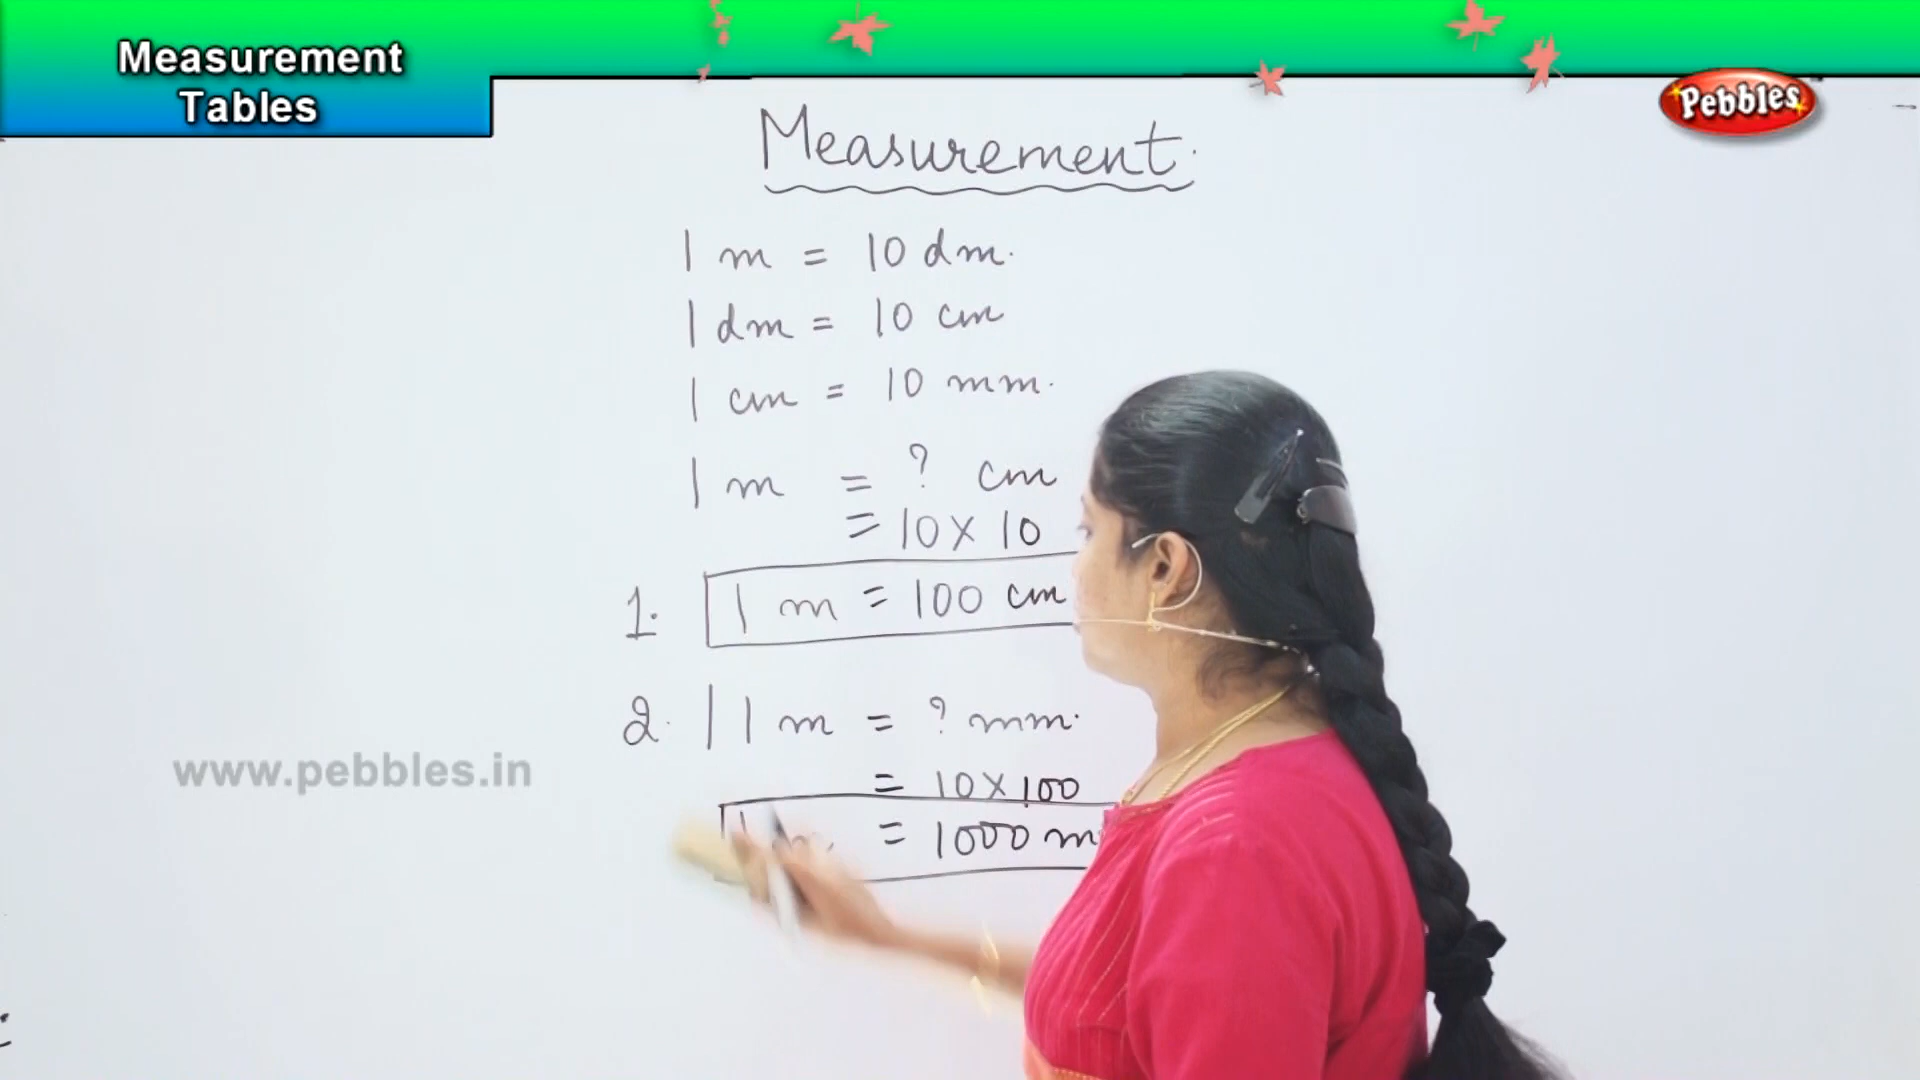 Measurement
Tables
Pebbles
Measurement.
1 m = 10 dm.
1 dm = 10 cm
1 cm = 10 mm.
1 m = ? cm
= 10 X 10
1. 1 m = 100 cm
2. 1 m = ? mm.
= 10 X 100
1 m = 1000 m
www.pebbles.in